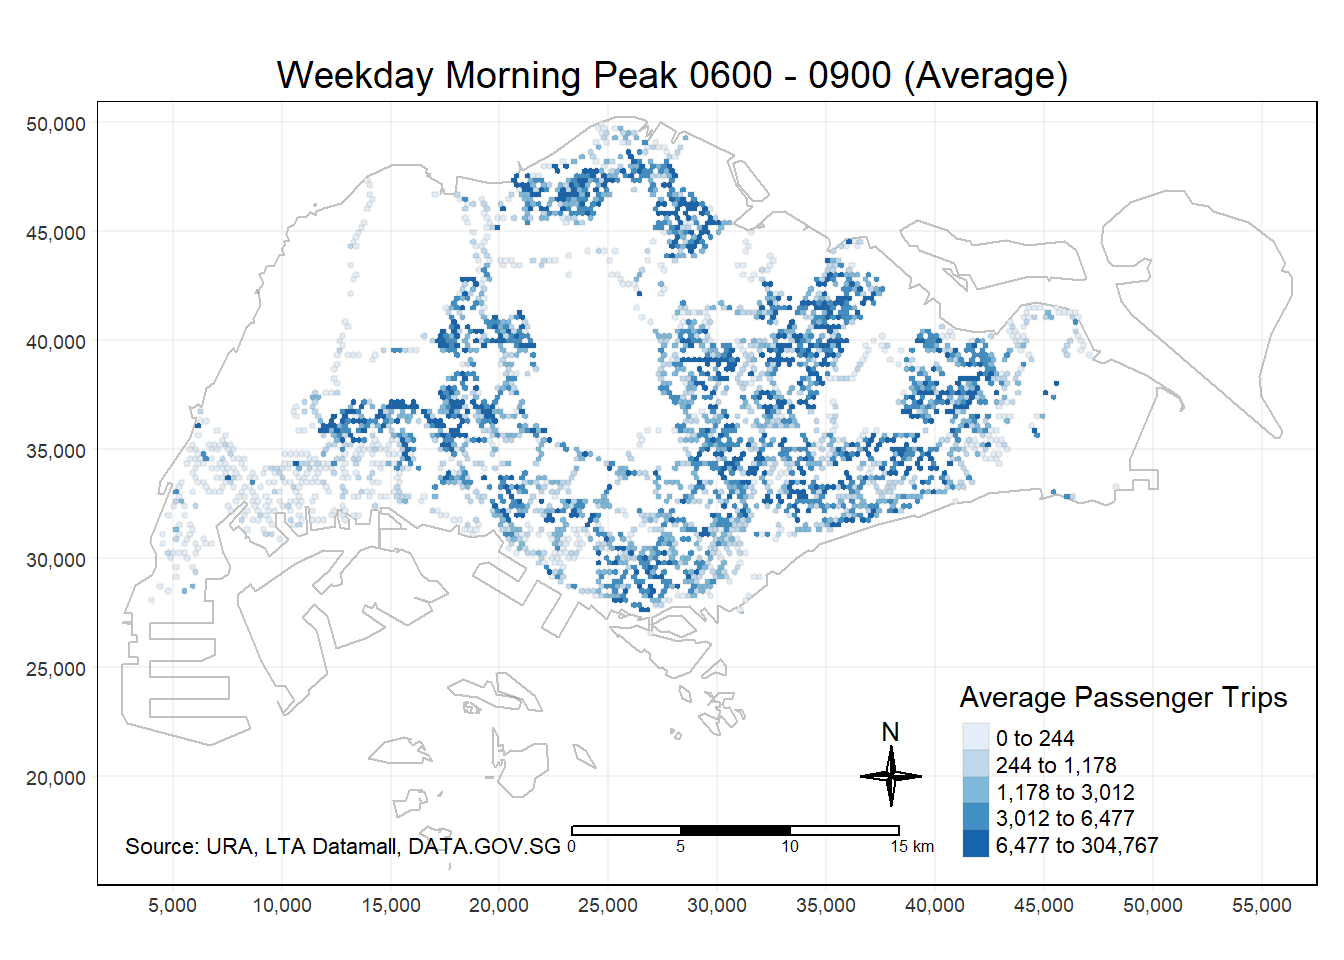 Weekday Morning Peak 0600 - 0900 (Average)
50,000
45,000
40,000
35,000
30,000
25,000
20,000
Average Passenger Trips
N
0 to 244
244 to 1,178
1,178 to 3,012
3,012 to 6,477
6,477 to 304,767
Source: URA, LTA Datamall, DATA.GOV.SG
0 5 10 15 km
5,000 10,000 15,000 20,000 25,000 30,000 35,000 40,000 45,000 50,000 55,000